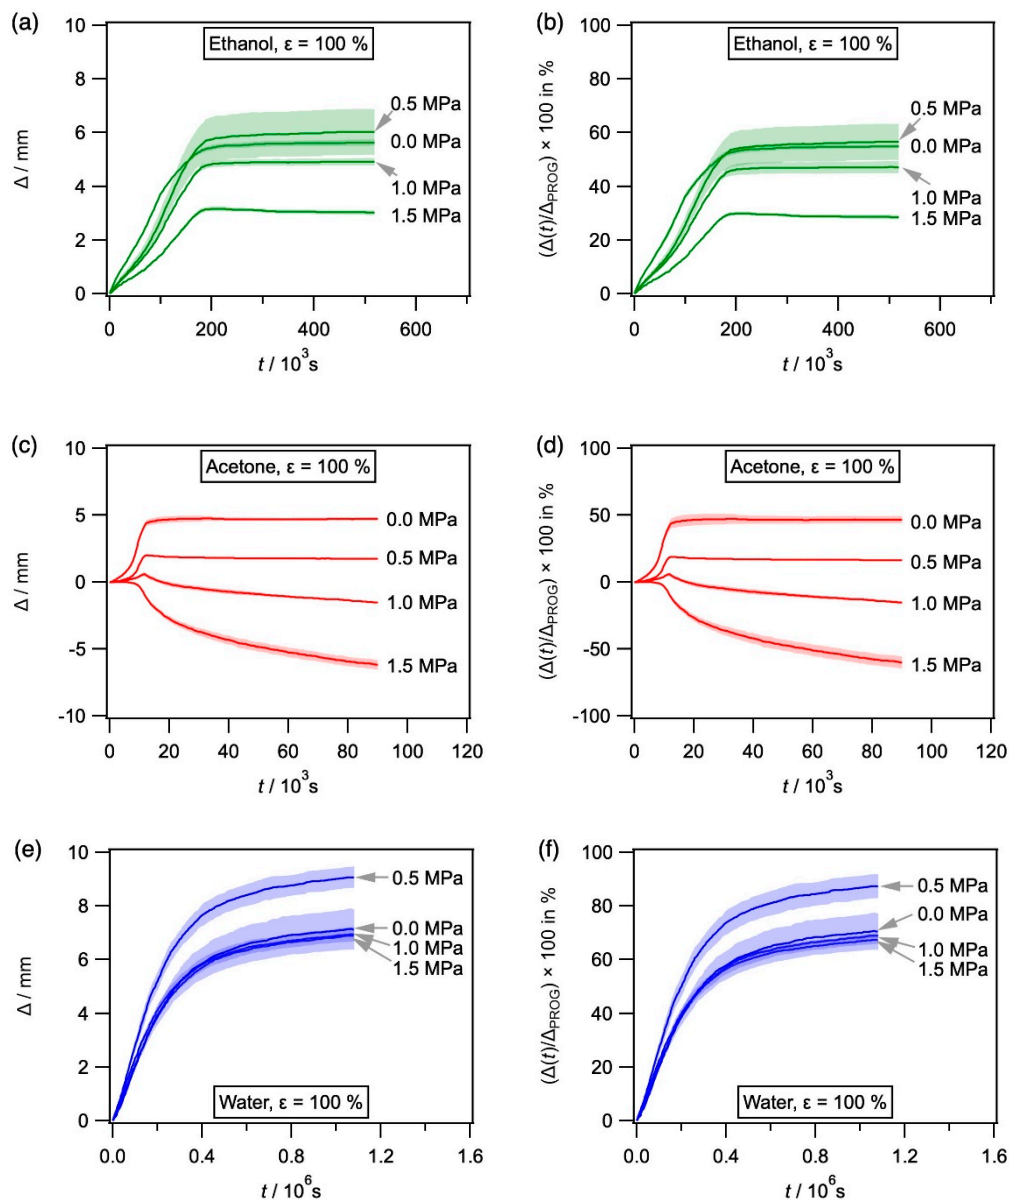 (a)
10
8
6
4
2
0
Δ / mm
Ethanol, ε = 100 %
0.5 MPa
0.0 MPa
1.0 MPa
1.5 MPa
0 200 400 600
t / 10³s
(b)
100
80
60
40
20
0
(Δ(t)/Δ_PROG) × 100 in %
Ethanol, ε = 100 %
0.5 MPa
0.0 MPa
1.0 MPa
1.5 MPa
0 200 400 600
t / 10³s
(c)
10
5
0
-5
-10
Δ / mm
Acetone, ε = 100 %
0.0 MPa
0.5 MPa
1.0 MPa
1.5 MPa
0 20 40 60 80 100 120
t / 10³s
(d)
100
50
0
-50
-100
(Δ(t)/Δ_PROG) × 100 in %
Acetone, ε = 100 %
0.0 MPa
0.5 MPa
1.0 MPa
1.5 MPa
0 20 40 60 80 100 120
t / 10³s
(e)
10
8
6
4
2
0
Δ / mm
0.5 MPa
0.0 MPa
1.0 MPa
1.5 MPa
Water, ε = 100 %
0.0 0.4 0.8 1.2 1.6
t / 10⁶s
(f)
100
80
60
40
20
0
(Δ(t)/Δ_PROG) × 100 in %
0.5 MPa
0.0 MPa
1.0 MPa
1.5 MPa
Water, ε = 100 %
0.0 0.4 0.8 1.2 1.6
t / 10⁶s